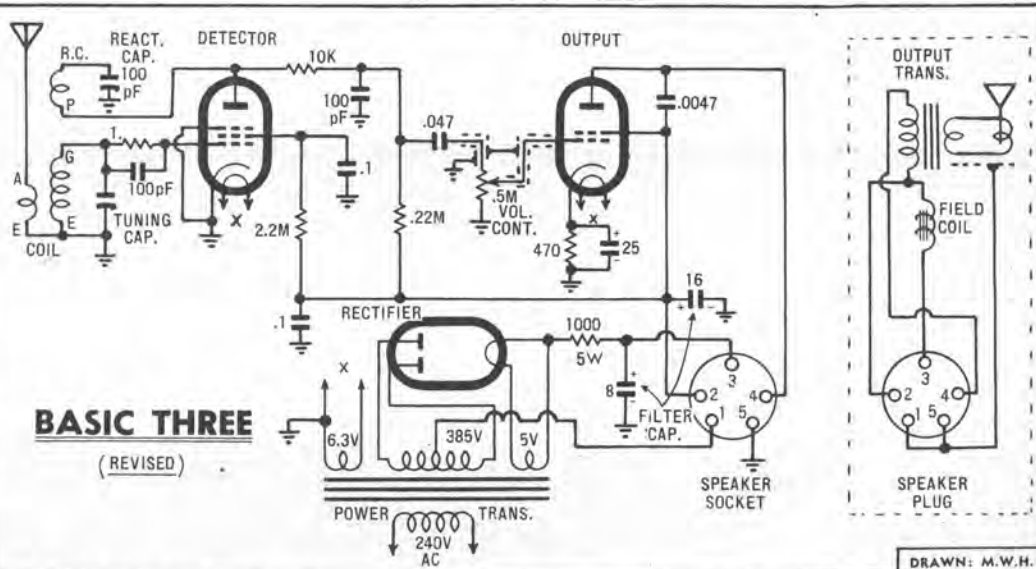 R.C.
REACT.
CAP.
100
pF
P
DETECTOR
10K
100
pF
OUTPUT
.0047
.047
.1
G
A
E
E
COIL
100pF
TUNING
CAP.
X
2.2M
.22M
.5M
VOL.
CONT.
X
470
+
25
-
.1
RECTIFIER
16
+
-
1000
5W
8
+
-
FILTER
CAP.
3
2
4
1
5
SPEAKER
SOCKET
BASIC THREE
(REVISED)
X
6.3V
385V
5V
POWER
TRANS.
240V
AC
OUTPUT
TRANS.
FIELD
COIL
3
2
4
1
5
SPEAKER
PLUG
DRAWN: M.W.H.